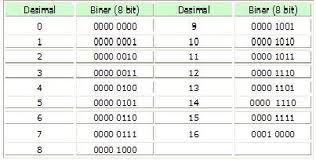 Desimal Biner (8 bit) Desimal Biner (8 bit)
0 0000 0000 9 0000 1001
1 0000 0001 10 0000 1010
2 0000 0010 11 0000 1011
3 0000 0011 12 0000 1110
4 0000 0100 13 0000 1101
5 0000 0101 14 0000 1110
6 0000 0110 15 0000 1111
7 0000 0111 16 0001 0000
8 0000 1000